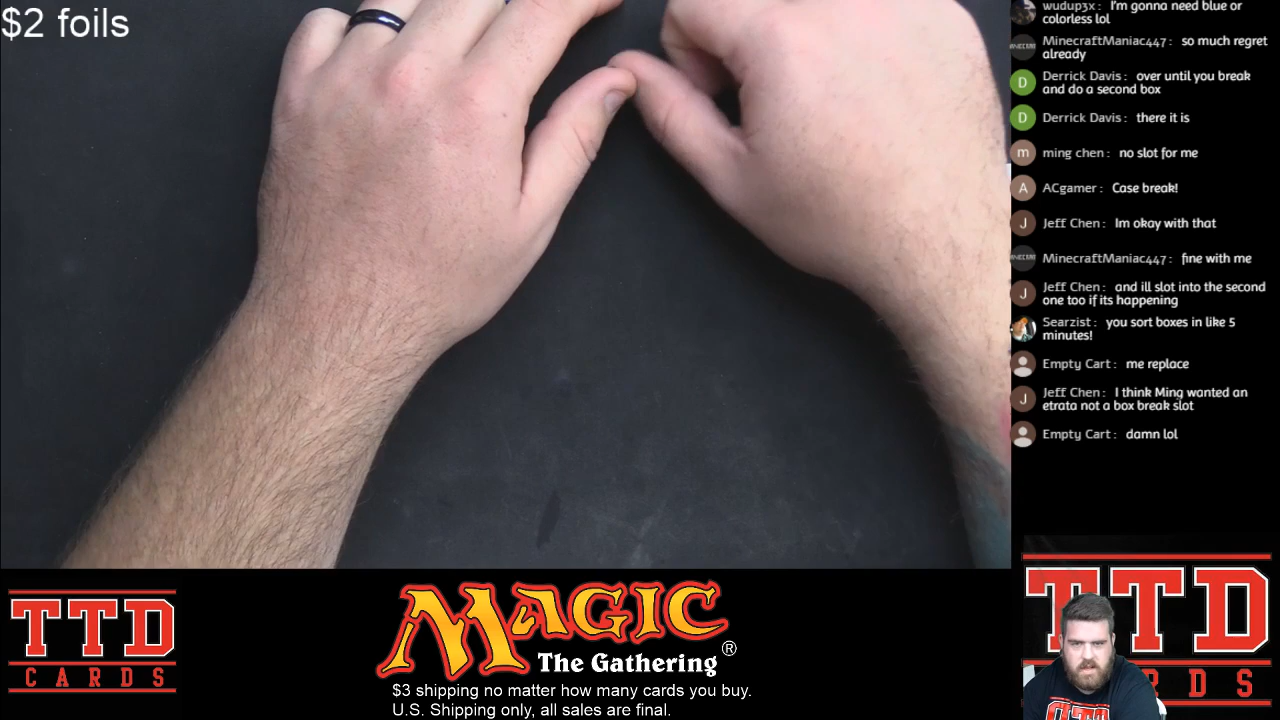 $2 foils
wudup3x : I'm gonna need blue or
colorless lol
MinecraftManiac447 : so much regret
already
Derrick Davis : over until you break
and do a second box
Derrick Davis : there it is
ming chen : no slot for me
ACgamer : Case break!
Jeff Chen : Im okay with that
MinecraftManiac447 : fine with me
Jeff Chen : and ill slot into the second
one too if its happening
Searzist : you sort boxes in like 5
minutes!
Empty Cart : me replace
Jeff Chen : I think Ming wanted an
etrata not a box break slot
Empty Cart : damn lol
TTD
CARDS
MAGIC
The Gathering®
$3 shipping no matter how many cards you buy.
U.S. Shipping only, all sales are final.
TTD
RDS